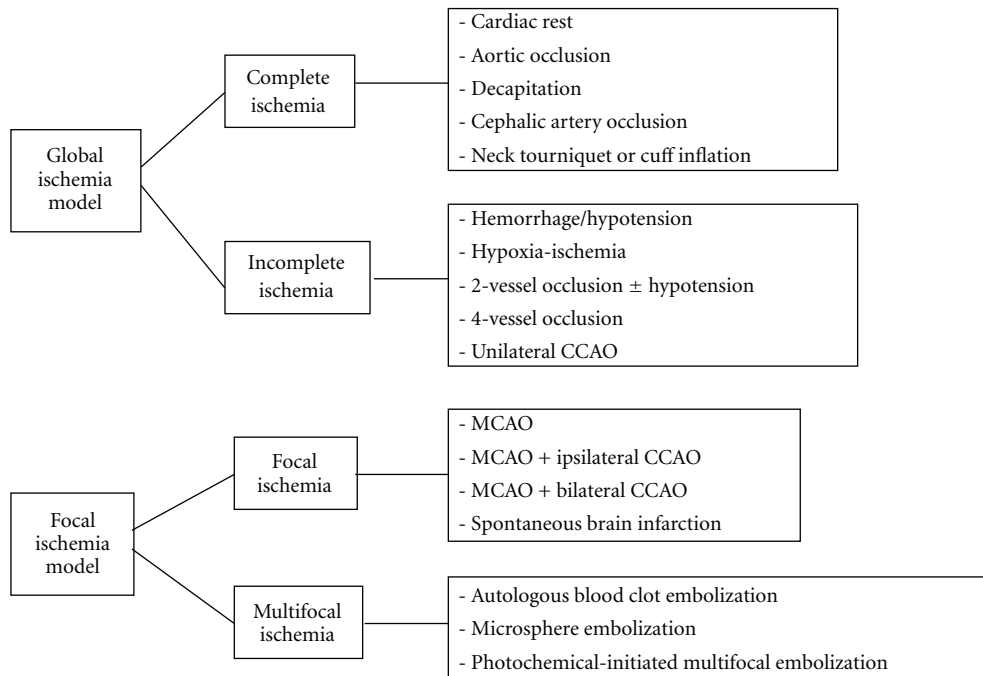 Global
ischemia
model
Complete
ischemia
- Cardiac rest
- Aortic occlusion
- Decapitation
- Cephalic artery occlusion
- Neck tourniquet or cuff inflation
Incomplete
ischemia
- Hemorrhage/hypotension
- Hypoxia-ischemia
- 2-vessel occlusion ± hypotension
- 4-vessel occlusion
- Unilateral CCAO
Focal
ischemia
model
Focal
ischemia
- MCAO
- MCAO + ipsilateral CCAO
- MCAO + bilateral CCAO
- Spontaneous brain infarction
Multifocal
ischemia
- Autologous blood clot embolization
- Microsphere embolization
- Photochemical-initiated multifocal embolization